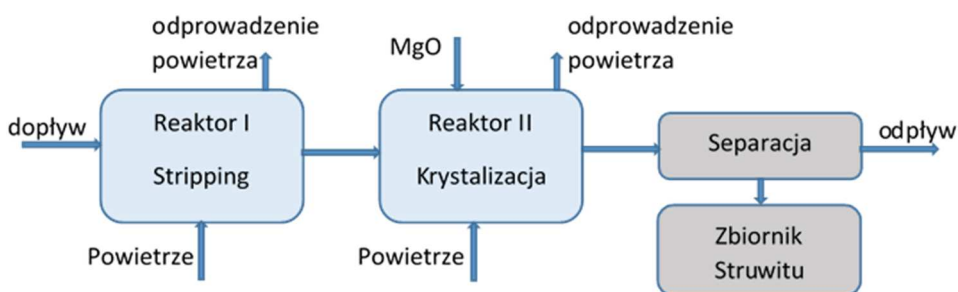 odprowadzenie
powietrza
MgO
odprowadzenie
powietrza
dopływ
Reaktor I
Stripping
Reaktor II
Krystalizacja
Separacja
odpływ
Powietrze
Powietrze
Zbiornik
Struwitu